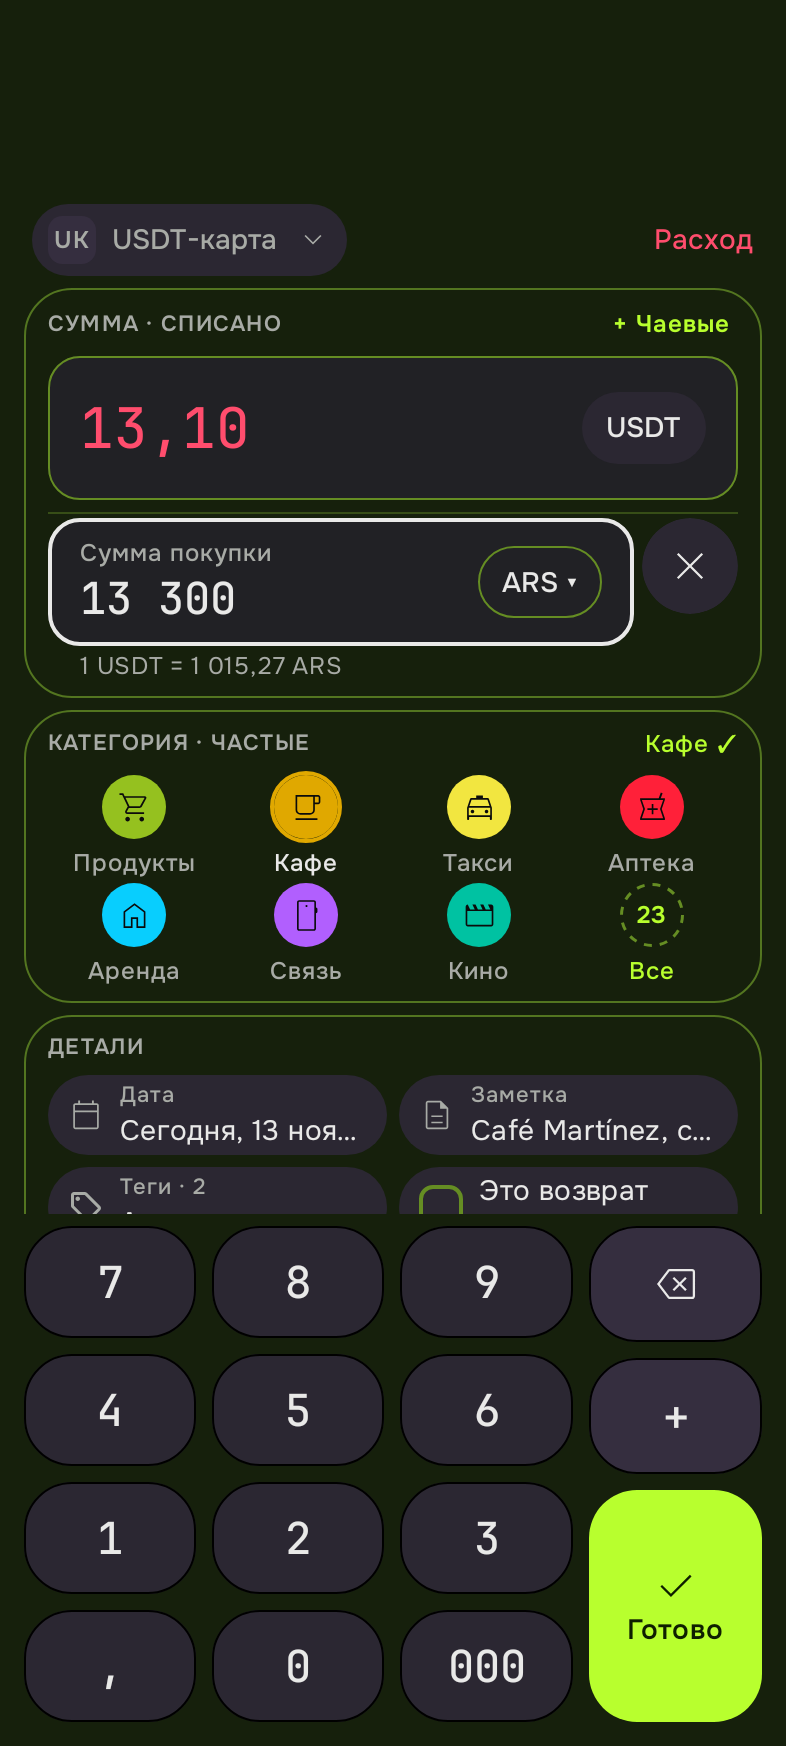 UK USDT-карта Расход
СУММА · СПИСАНО + Чаевые
13,10 USDT
Сумма покупки
13 300 ARS ▾
1 USDT = 1 015,27 ARS
КАТЕГОРИЯ · ЧАСТЫЕ Кафе ✓
Продукты Кафе Такси Аптека
23
Аренда Связь Кино Все
ДЕТАЛИ
Дата Заметка
Сегодня, 13 ноя... Café Martínez, с...
Теги · 2 Это возврат
7 8 9
4 5 6 +
1 2 3
Готово
, 0 000